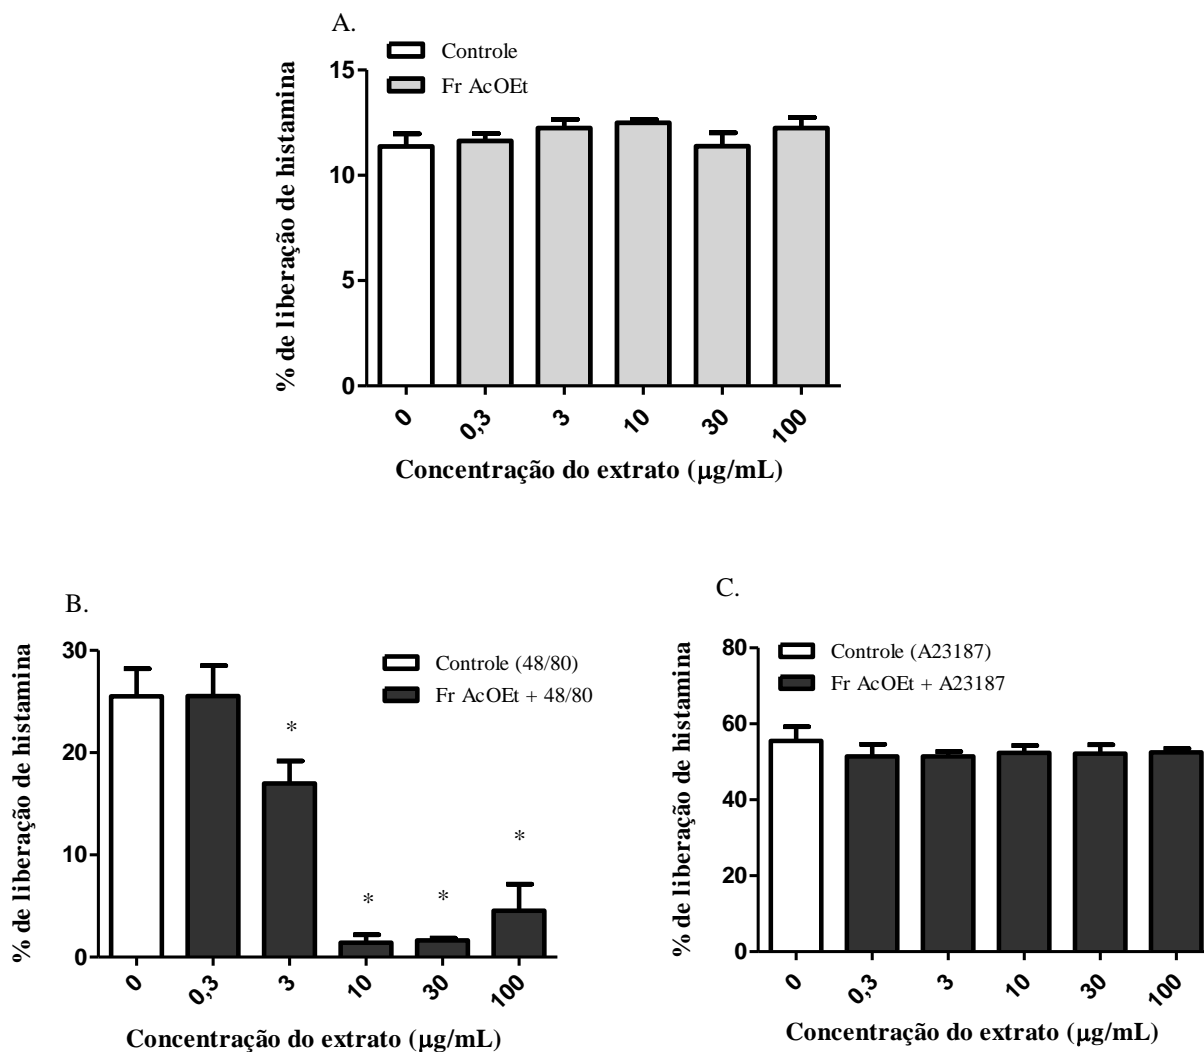 A.
Controle
Fr AcOEt
% de liberação de histamina
15
10
5
0
0 0,3 3 10 30 100
Concentração do extrato (µg/mL)
B.
Controle (48/80)
Fr AcOEt + 48/80
% de liberação de histamina
30
20
10
0
* * * *
0 0,3 3 10 30 100
Concentração do extrato (µg/mL)
C.
Controle (A23187)
Fr AcOEt + A23187
% de liberação de histamina
80
60
40
20
0
0 0,3 3 10 30 100
Concentração do extrato (µg/mL)